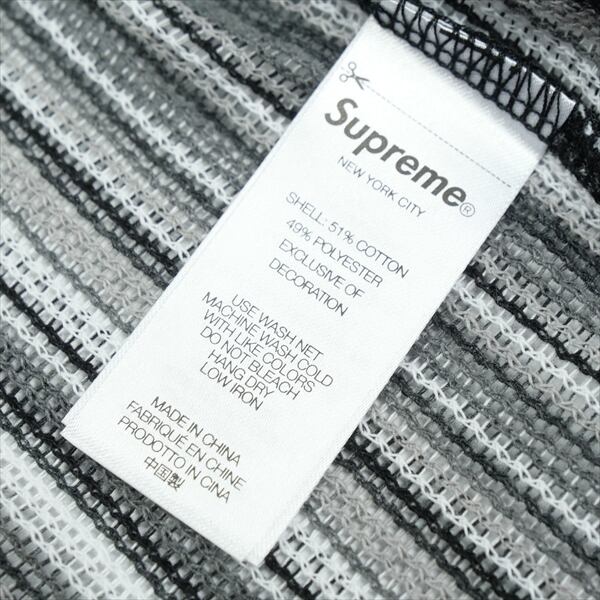 Supreme®
NEW YORK CITY
SHELL: 51% COTTON
49% POLYESTER
EXCLUSIVE OF
DECORATION
USE WASH NET
MACHINE WASH COLD
WITH LIKE COLORS
DO NOT BLEACH
HANG DRY
LOW IRON
MADE IN CHINA
FABRIQUÉ EN CHINE
PRODOTTO IN CINA
中国製